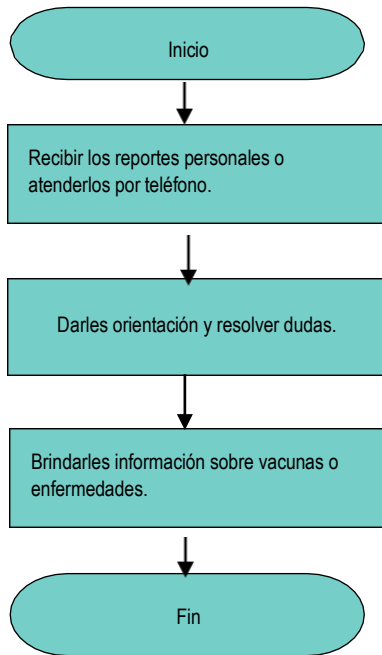 Inicio
Recibir los reportes personales o
atenderlos por teléfono.
Darles orientación y resolver dudas.
Brindarles información sobre vacunas o
enfermedades.
Fin